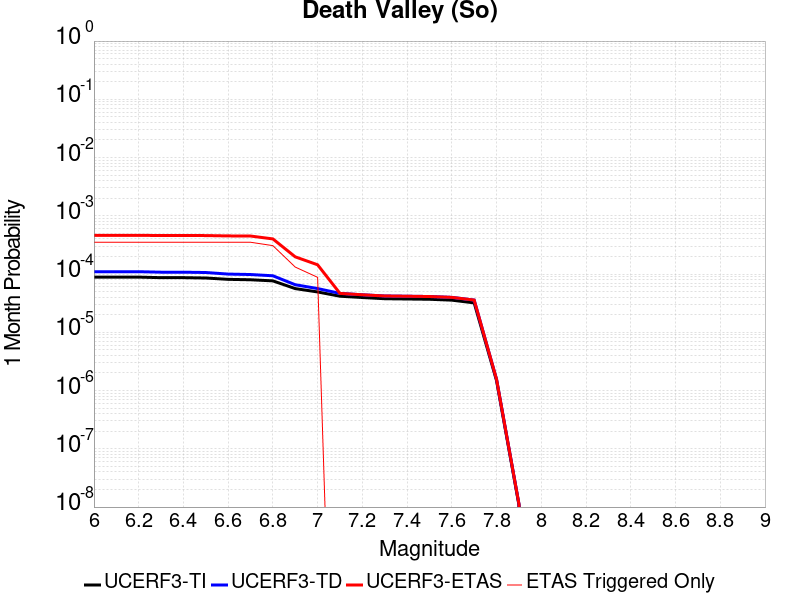 Death Valley (So)
1 Month Probability
10^0
10^-1
10^-2
10^-3
10^-4
10^-5
10^-6
10^-7
10^-8
6 6.2 6.4 6.6 6.8 7 7.2 7.4 7.6 7.8 8 8.2 8.4 8.6 8.8 9
Magnitude
UCERF3-TI UCERF3-TD UCERF3-ETAS ETAS Triggered Only